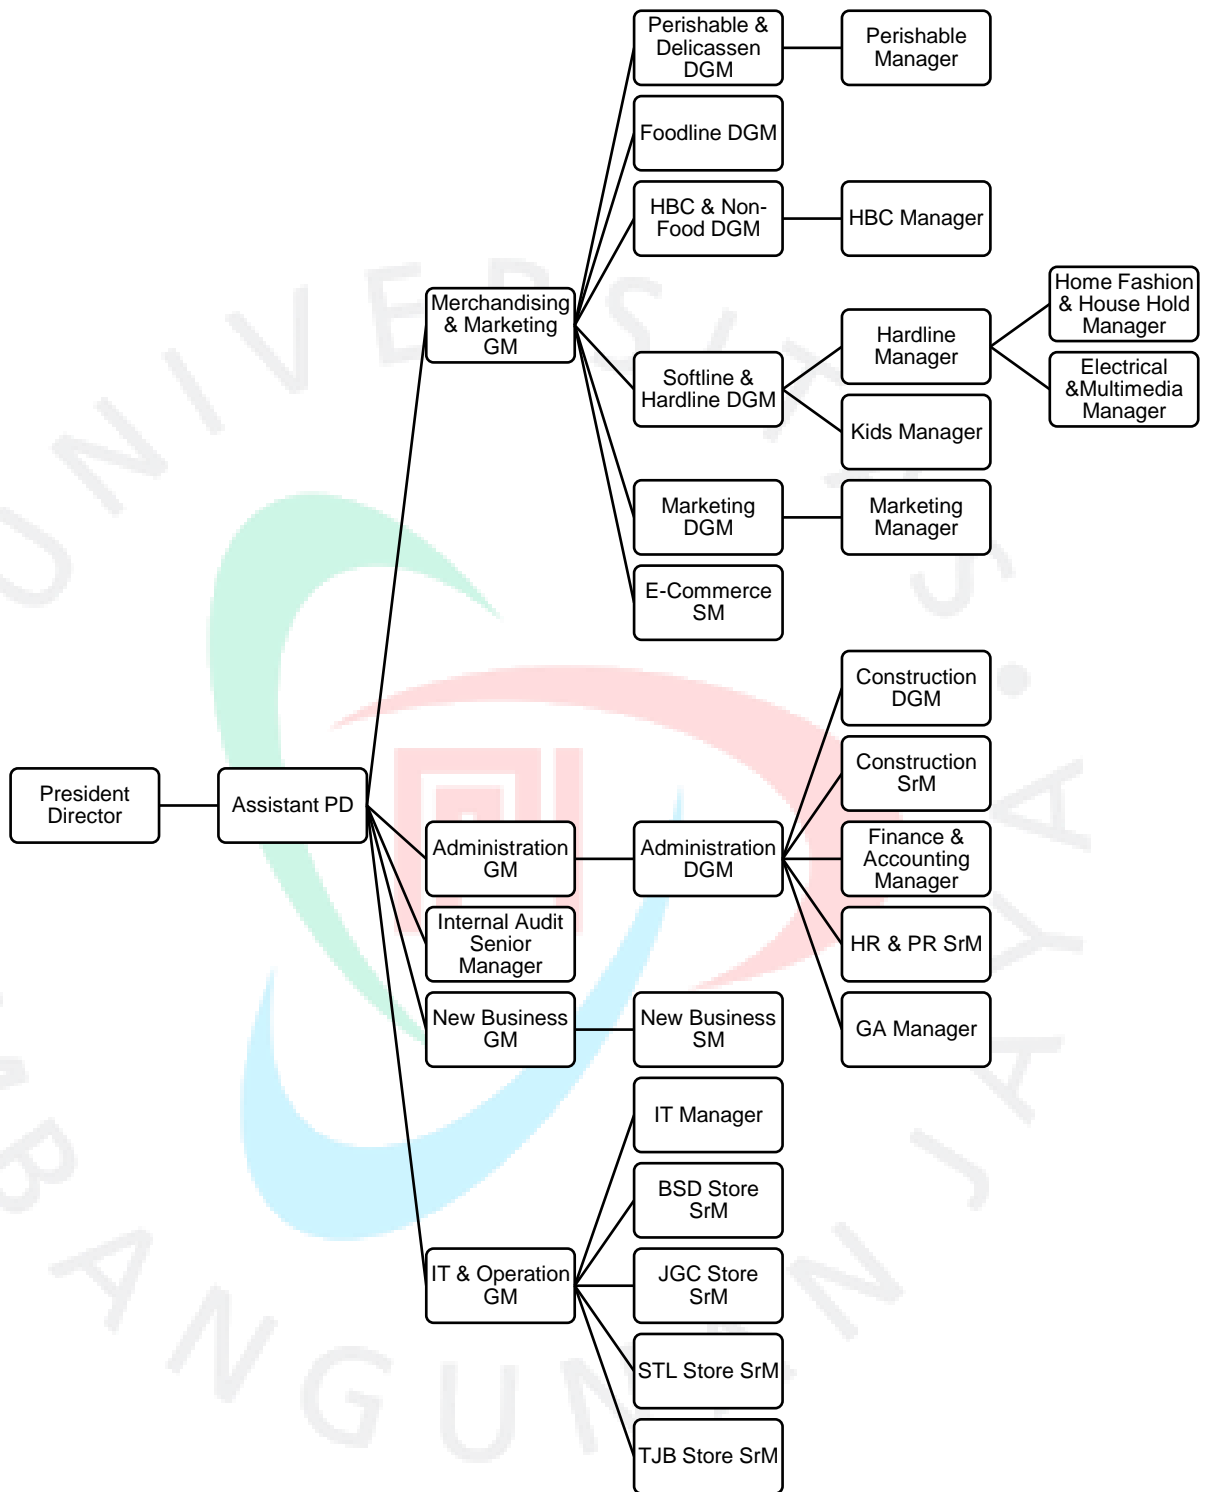 Perishable &
Delicassen
DGM
Perishable
Manager
Foodline DGM
HBC & Non-
Food DGM
HBC Manager
Merchandising
& Marketing
GM
Softline &
Hardline DGM
Hardline
Manager
Home Fashion
& House Hold
Manager
Electrical
&Multimedia
Manager
Kids Manager
Marketing
DGM
Marketing
Manager
E-Commerce
SM
President
Director
Assistant PD
Administration
GM
Administration
DGM
Construction
DGM
Construction
SrM
Finance &
Accounting
Manager
HR & PR SrM
GA Manager
Internal Audit
Senior
Manager
New Business
GM
New Business
SM
IT & Operation
GM
IT Manager
BSD Store
SrM
JGC Store
SrM
STL Store SrM
TJB Store SrM